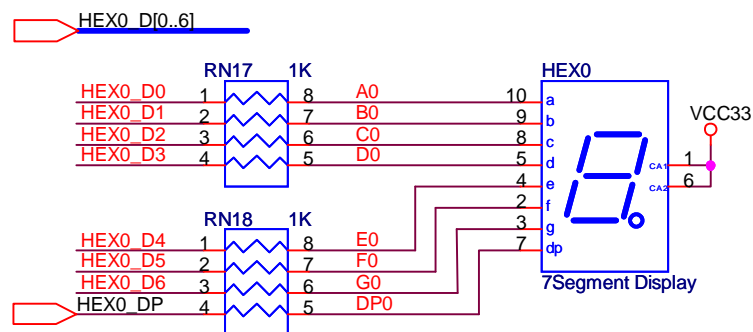 HEX0_D[0..6]
RN17 1K HEX0
HEX0_D0 1 8 A0 10 a VCC33
HEX0_D1 2 7 B0 9 b
HEX0_D2 3 6 C0 8 c
HEX0_D3 4 5 D0 5 d CA1 1
4 e CA2 6
RN18 1K 2 f
HEX0_D4 1 8 E0 3 g
HEX0_D5 2 7 F0 7 dp
HEX0_D6 3 6 G0 7Segment Display
HEX0_DP 4 5 DP0